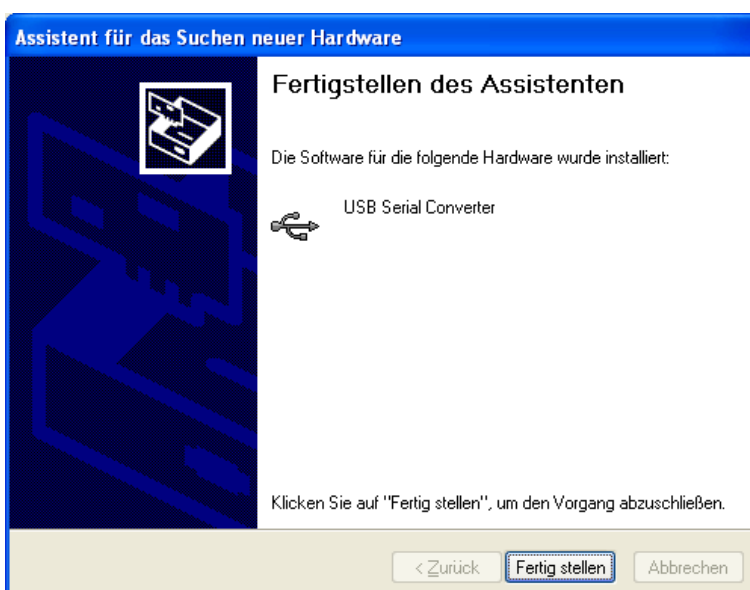 Assistent für das Suchen neuer Hardware
Fertigstellen des Assistenten
Die Software für die folgende Hardware wurde installiert:
USB Serial Converter
Klicken Sie auf "Fertig stellen", um den Vorgang abzuschließen.
< Zurück Fertig stellen Abbrechen